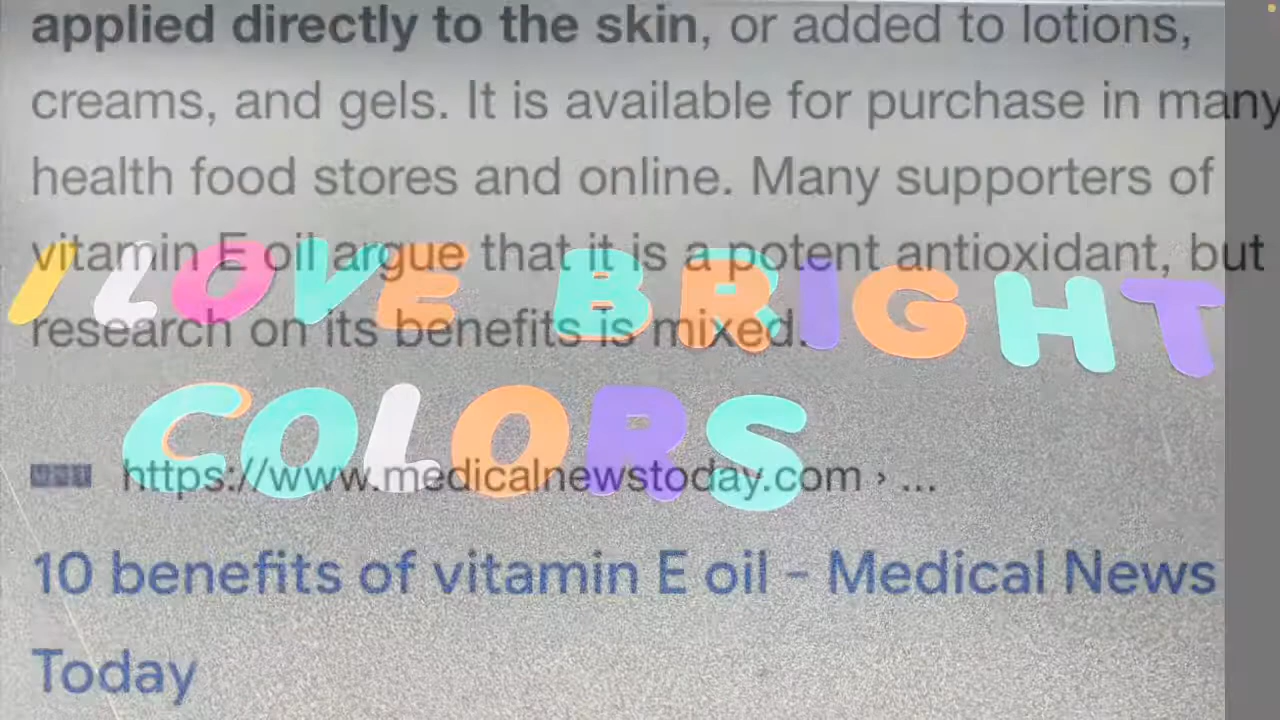 applied directly to the skin, or added to lotions,
creams, and gels. It is available for purchase in many
health food stores and online. Many supporters of
vitamin E oil argue that it is a potent antioxidant, but
research on its benefits is mixed.
I LOVE BRIGHT
COLORS
https://www.medicalnewstoday.com › ...
10 benefits of vitamin E oil - Medical News
Today